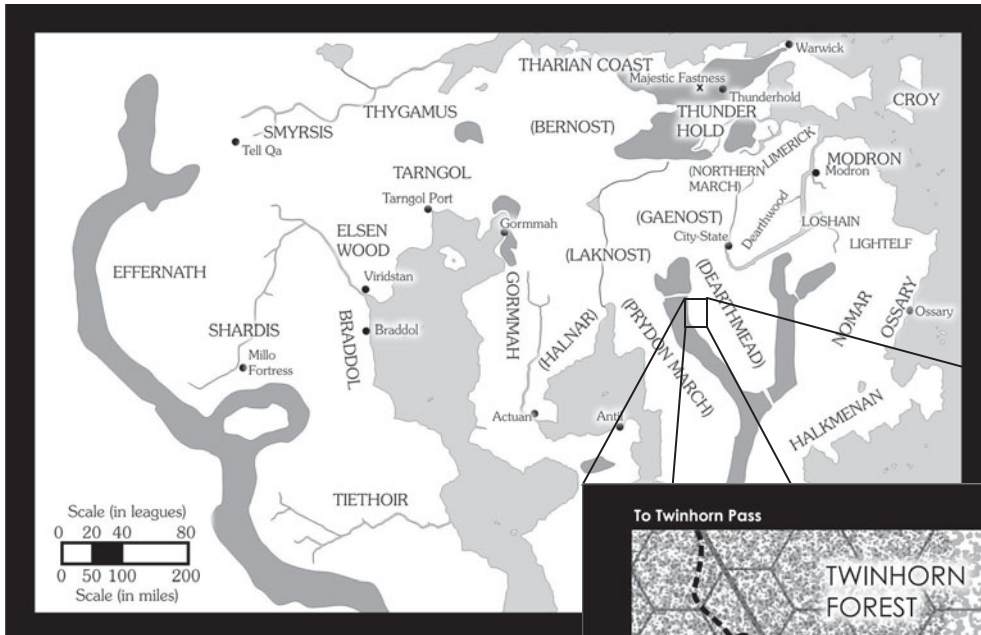 Warwick
THARIAN COAST
Majestic Fastness
x
Thunderhold
CROY
THYGAMUS
THUNDER
HOLD
SMYRSIS
(BERNOST)
Tell Qa
LIMERICK
MODRON
Modron
(NORTHERN
MARCH)
TARNGOL
Tarngol Port
Dearthwood
(GAENOST)
LOSHAIN
Gormmah
ELSEN
WOOD
City-State
LIGHTELF
(LAKNOST)
EFFERNATH
Viridstan
GORMMAH
(DEARTHMEAD)
NOMAR
OSSARY
Ossary
SHARDIS
BRADDOL
Braddol
(HALNAR)
(PRYDON MARCH)
Millo
Fortress
Actuan
Antil
HALKMENAN
TIETHOIR
Scale (in leagues)
0 20 40 80
0 50 100 200
Scale (in miles)
To Twinhorn Pass
TWINHORN
FOREST